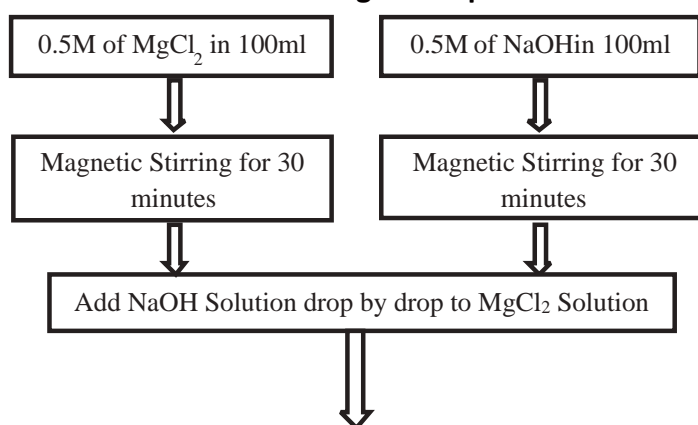 0.5M of MgCl2 in 100ml
0.5M of NaOHin 100ml
Magnetic Stirring for 30
minutes
Magnetic Stirring for 30
minutes
Add NaOH Solution drop by drop to MgCl2 Solution